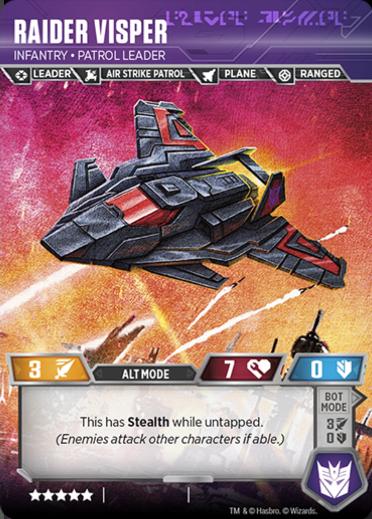 RAIDER VISPER
INFANTRY • PATROL LEADER
LEADER AIR STRIKE PATROL PLANE RANGED
3 ALT MODE 7 0
This has Stealth while untapped.
(Enemies attack other characters if able.)
BOT
MODE
3
0
TM & © Hasbro. © Wizards.